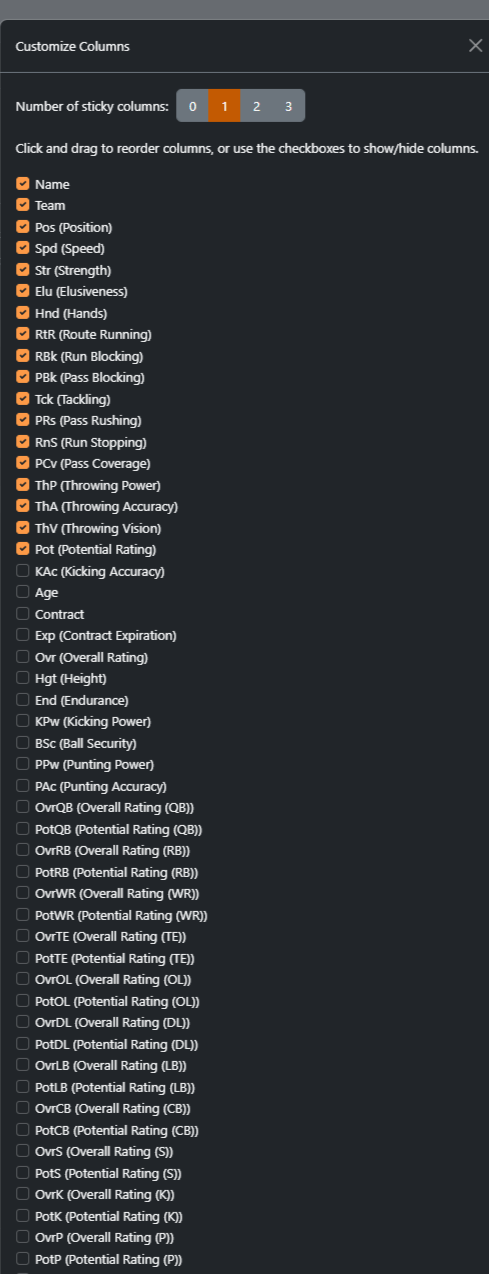 Customize Columns
Number of sticky columns: 0 1 2 3
Click and drag to reorder columns, or use the checkboxes to show/hide columns.
Name
Team
Pos (Position)
Spd (Speed)
Str (Strength)
Elu (Elusiveness)
Hnd (Hands)
RtR (Route Running)
RBk (Run Blocking)
PBk (Pass Blocking)
Tck (Tackling)
PRs (Pass Rushing)
RnS (Run Stopping)
PCv (Pass Coverage)
ThP (Throwing Power)
ThA (Throwing Accuracy)
ThV (Throwing Vision)
Pot (Potential Rating)
KAc (Kicking Accuracy)
Age
Contract
Exp (Contract Expiration)
Ovr (Overall Rating)
Hgt (Height)
End (Endurance)
KPw (Kicking Power)
BSc (Ball Security)
PPw (Punting Power)
PAc (Punting Accuracy)
OvrQB (Overall Rating (QB))
PotQB (Potential Rating (QB))
OvrRB (Overall Rating (RB))
PotRB (Potential Rating (RB))
OvrWR (Overall Rating (WR))
PotWR (Potential Rating (WR))
OvrTE (Overall Rating (TE))
PotTE (Potential Rating (TE))
OvrOL (Overall Rating (OL))
PotOL (Potential Rating (OL))
OvrDL (Overall Rating (DL))
PotDL (Potential Rating (DL))
OvrLB (Overall Rating (LB))
PotLB (Potential Rating (LB))
OvrCB (Overall Rating (CB))
PotCB (Potential Rating (CB))
OvrS (Overall Rating (S))
PotS (Potential Rating (S))
OvrK (Overall Rating (K))
PotK (Potential Rating (K))
OvrP (Overall Rating (P))
PotP (Potential Rating (P))